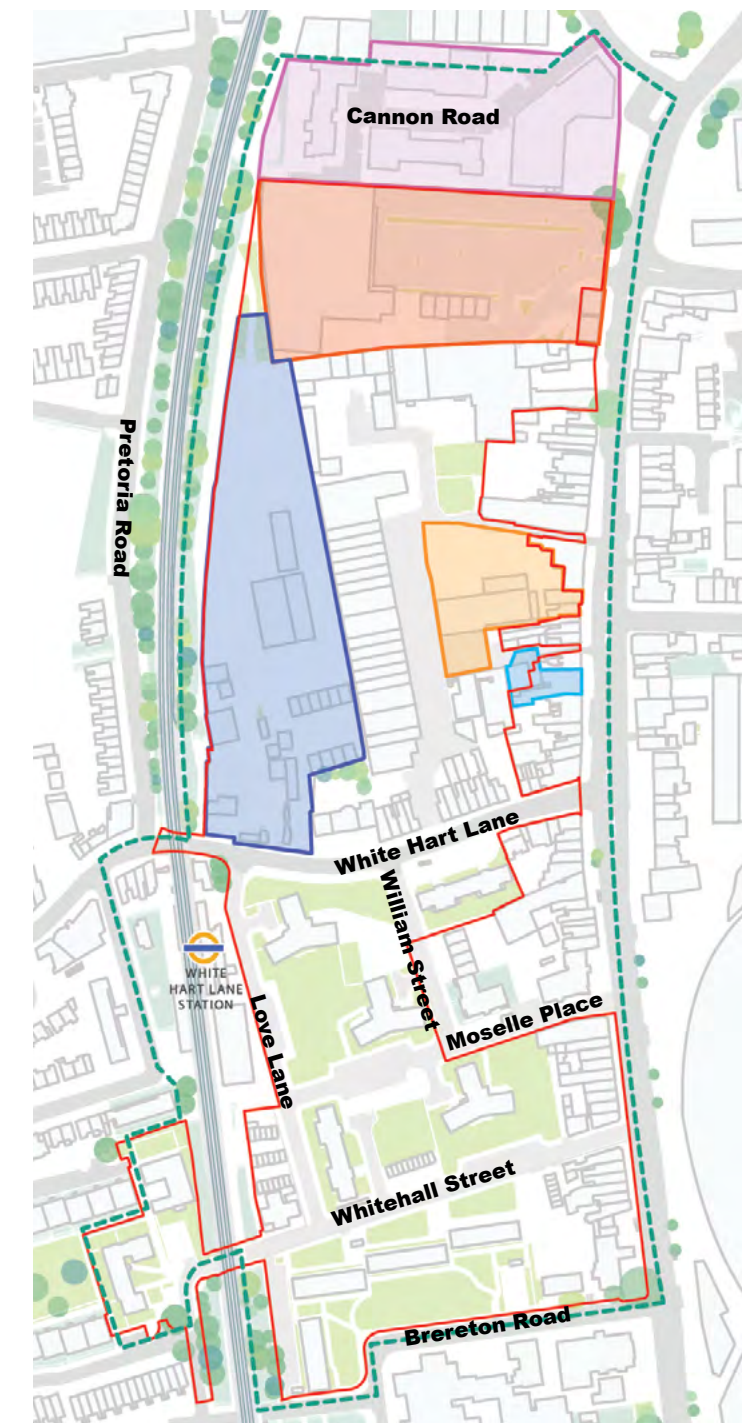 Cannon Road
Pretoria Road
White Hart Lane
William Street
WHITE
HART LANE
STATION
Love Lane
Moselle Place
Whitehall Street
Brereton Road